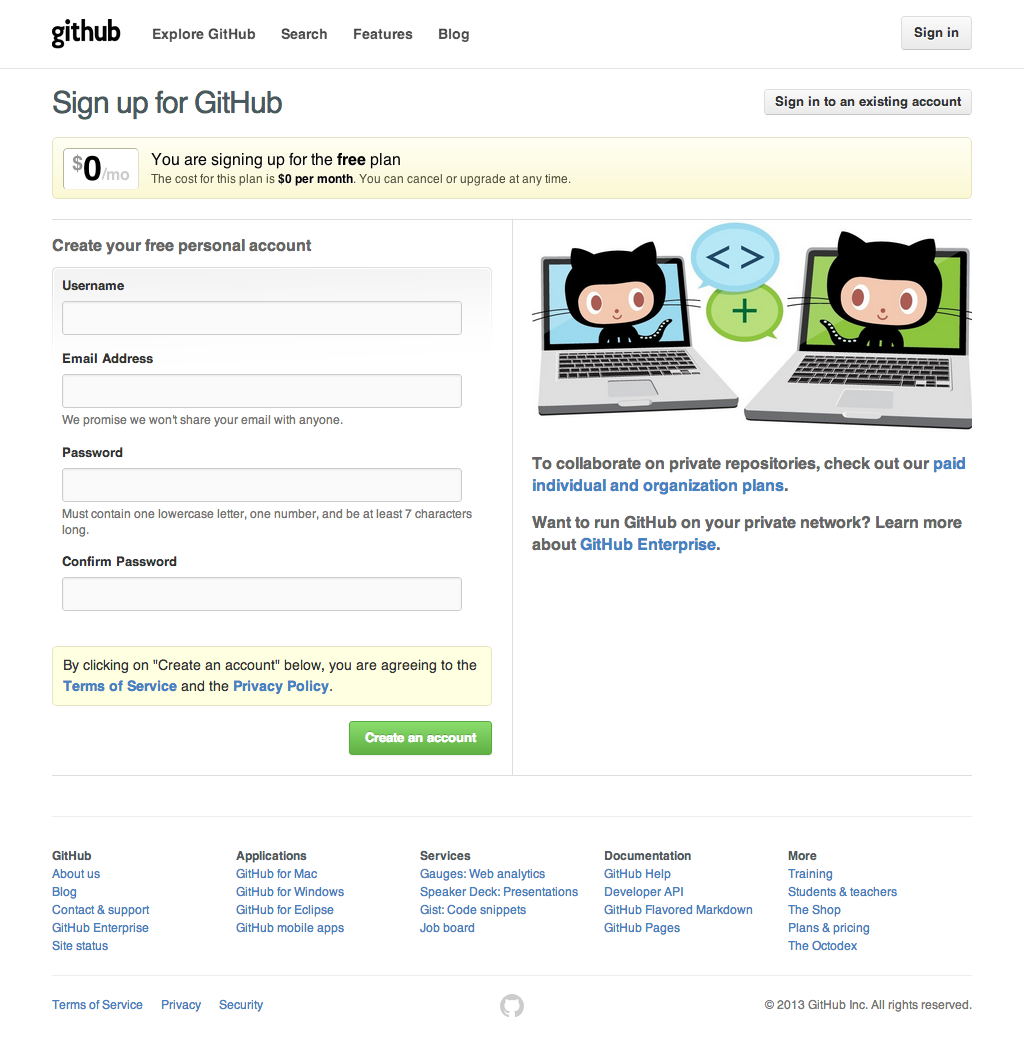 github Explore GitHub Search Features Blog Sign in
Sign up for GitHub Sign in to an existing account
$0/mo
You are signing up for the free plan
The cost for this plan is $0 per month. You can cancel or upgrade at any time.
Create your free personal account
Username
Email Address
We promise we won't share your email with anyone.
Password
Must contain one lowercase letter, one number, and be at least 7 characters
long.
Confirm Password
By clicking on "Create an account" below, you are agreeing to the
Terms of Service and the Privacy Policy.
Create an account
< >
+
To collaborate on private repositories, check out our paid
individual and organization plans.
Want to run GitHub on your private network? Learn more
about GitHub Enterprise.
GitHub
About us
Blog
Contact & support
GitHub Enterprise
Site status
Applications
GitHub for Mac
GitHub for Windows
GitHub for Eclipse
GitHub mobile apps
Services
Gauges: Web analytics
Speaker Deck: Presentations
Gist: Code snippets
Job board
Documentation
GitHub Help
Developer API
GitHub Flavored Markdown
GitHub Pages
More
Training
Students & teachers
The Shop
Plans & pricing
The Octodex
Terms of Service Privacy Security
© 2013 GitHub Inc. All rights reserved.